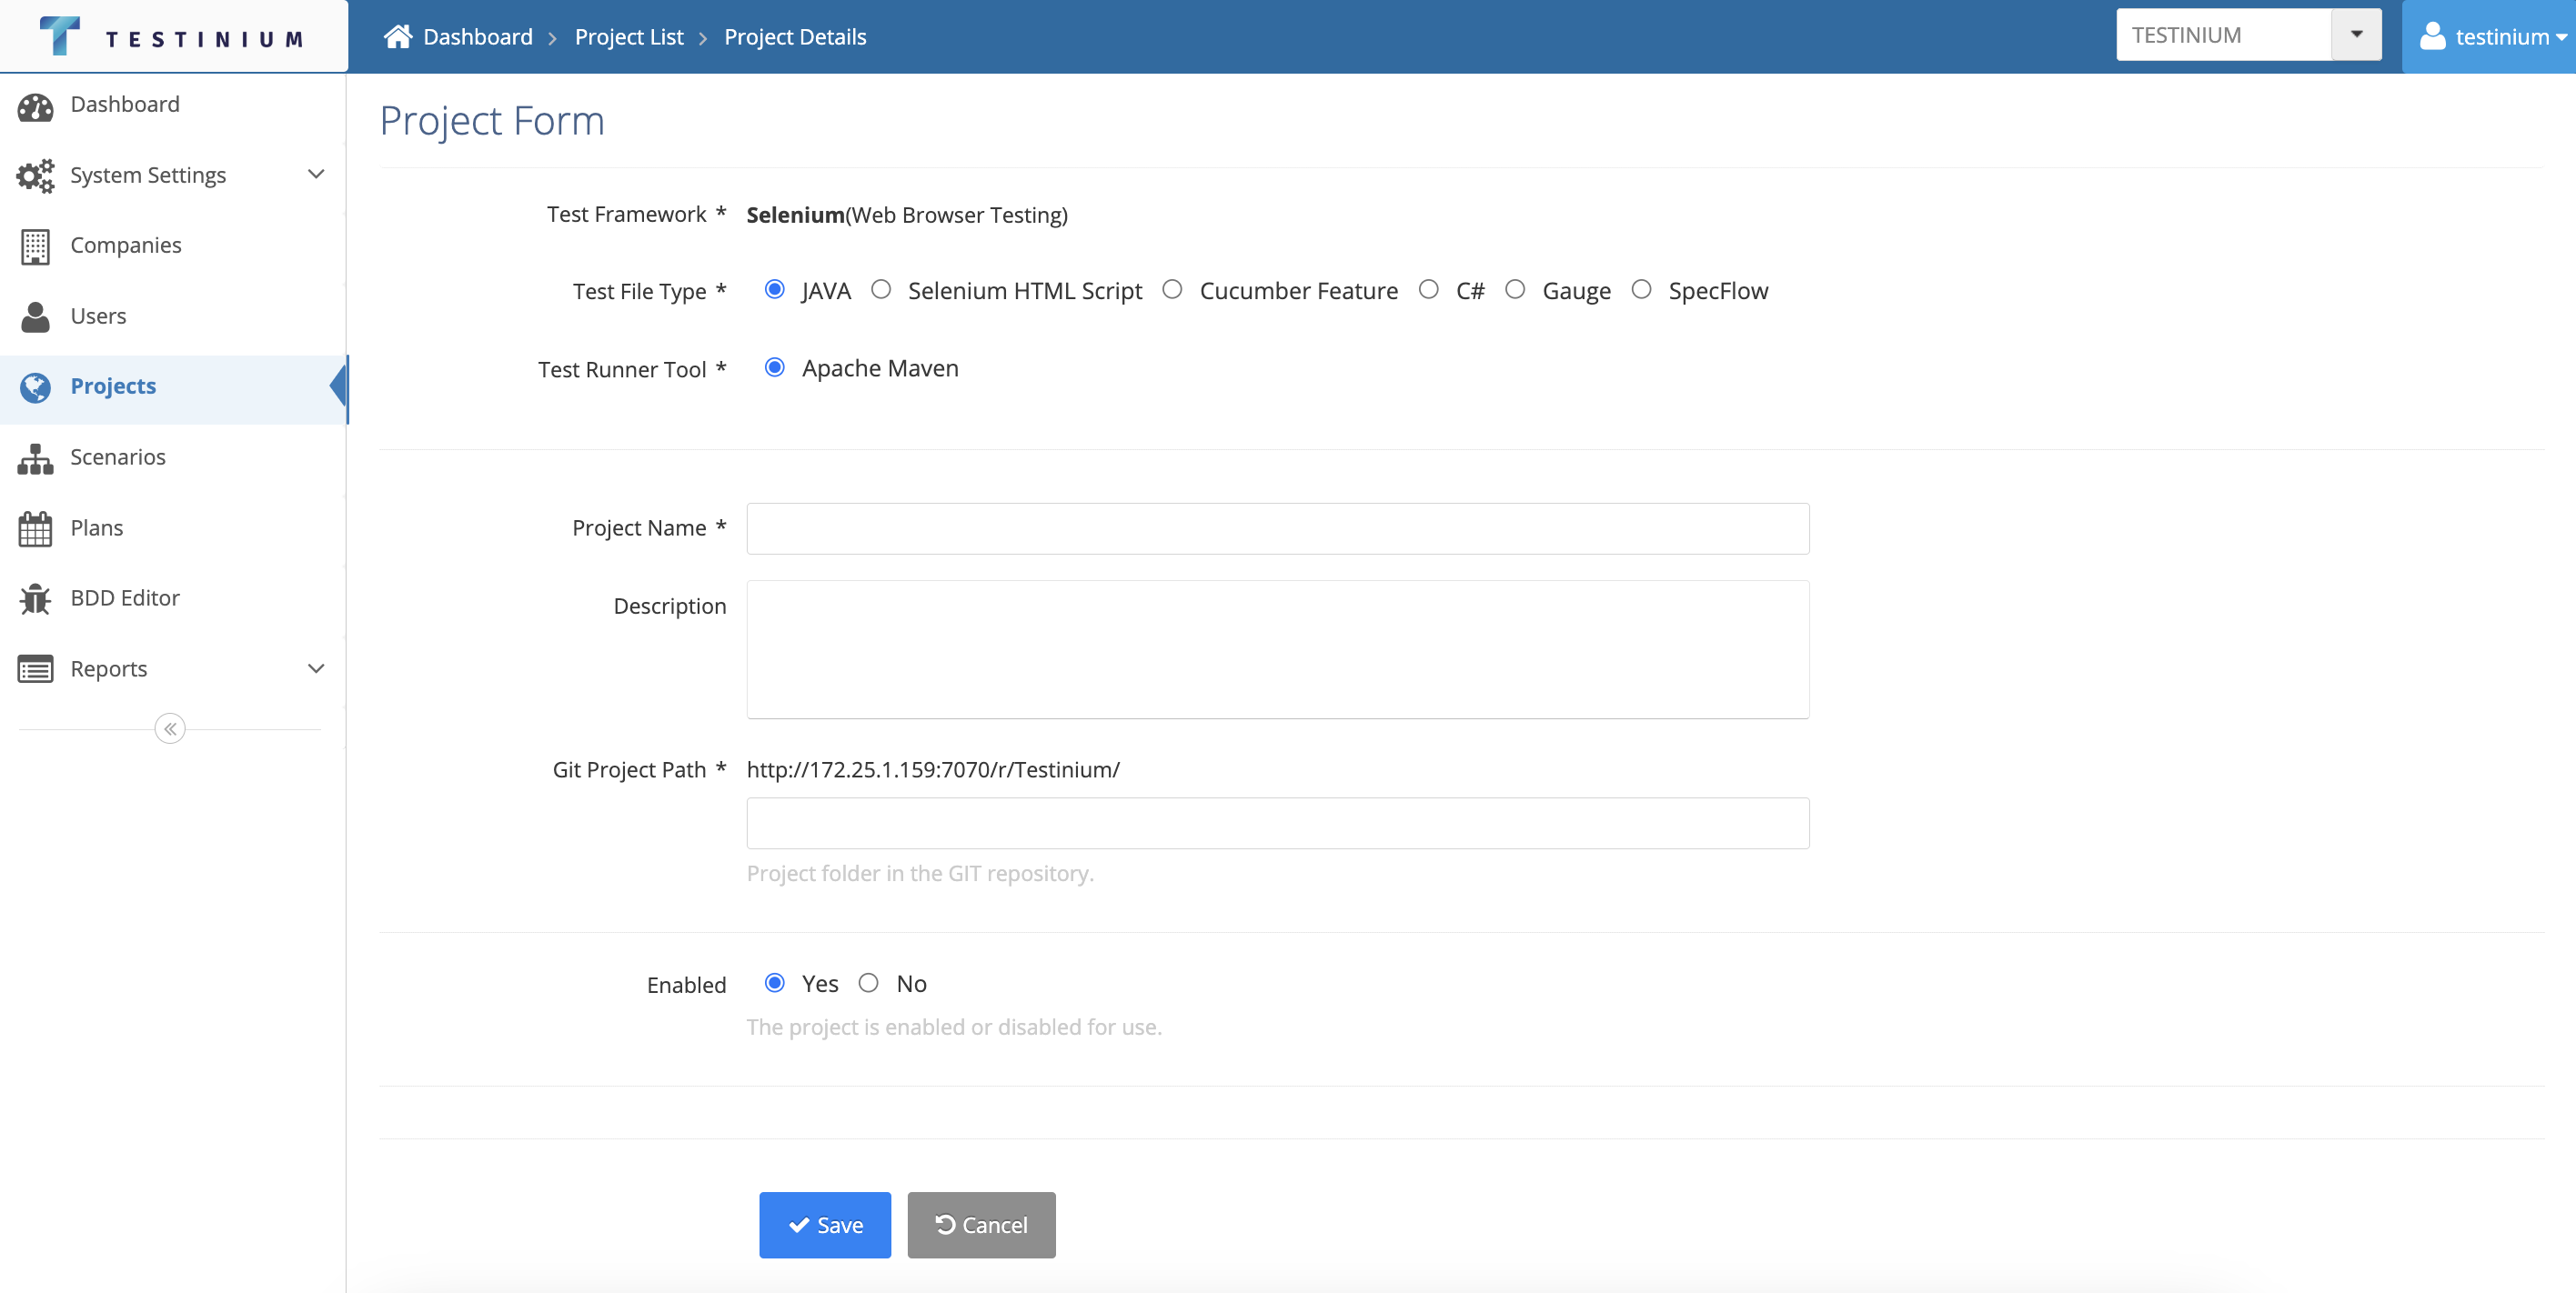 TESTINIUM
Dashboard > Project List > Project Details
TESTINIUM
testinium
Dashboard
System Settings
Companies
Users
Projects
Scenarios
Plans
BDD Editor
Reports
Project Form
Test Framework * Selenium(Web Browser Testing)
Test File Type * JAVA Selenium HTML Script Cucumber Feature C# Gauge SpecFlow
Test Runner Tool * Apache Maven
Project Name *
Description
Git Project Path * http://172.25.1.159:7070/r/Testinium/
Project folder in the GIT repository.
Enabled Yes No
The project is enabled or disabled for use.
Save Cancel